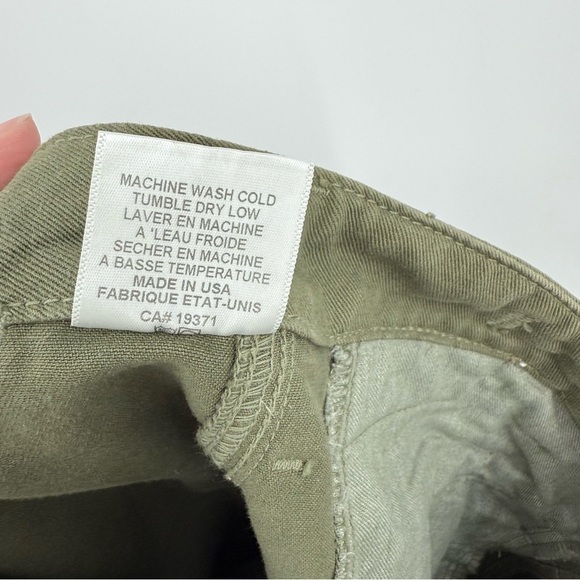 MACHINE WASH COLD
TUMBLE DRY LOW
LAVER EN MACHINE
A 'LEAU FROIDE
SECHER EN MACHINE
A BASSE TEMPERATURE
MADE IN USA
FABRIQUE ETAT-UNIS
CA# 19371